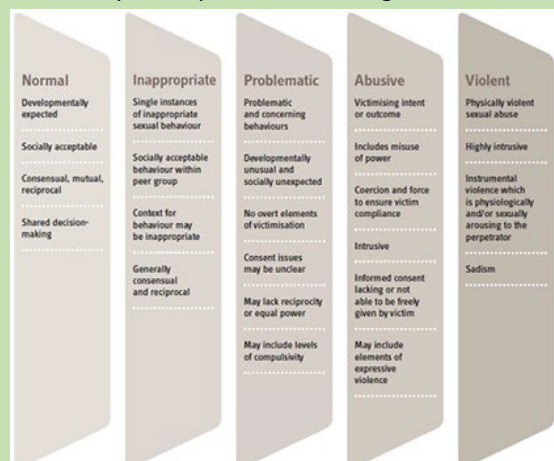 Normal
Developmentally
expected
Socially acceptable
Consensual, mutual,
reciprocal
Shared decision-
making
Inappropriate
Single instances
of inappropriate
sexual behaviour
Socially acceptable
behaviour within
peer group
Context for
behaviour may
be inappropriate
Generally
consensual
and reciprocal
Problematic
Problematic
and concerning
behaviours
Developmentally
unusual and
socially unexpected
No overt elements
of victimisation
Consent issues
may be unclear
May lack reciprocity
or equal power
May include levels
of compulsivity
Abusive
Victimising intent
or outcome
Includes misuse
of power
Coercion and force
to ensure victim
compliance
Intrusive
Informed consent
lacking or not
able to be freely
given by victim
May include
elements of
expressive
violence
Violent
Physically violent
sexual abuse
Highly intrusive
Instrumental
violence which
is physiologically
and/or sexually
arousing to the
perpetrator
Sadism